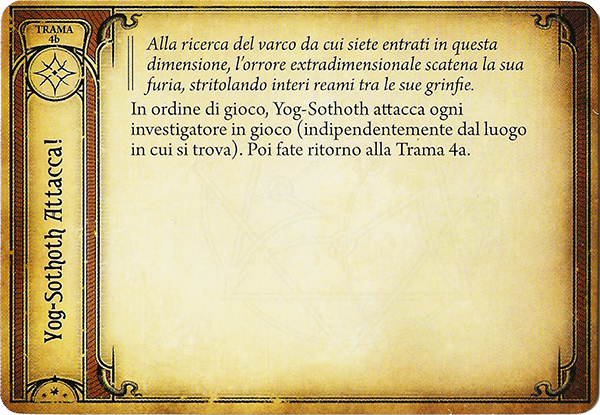 TRAMA
4b
Yog-Sothoth Attacca!
Alla ricerca del varco da cui siete entrati in questa
dimensione, l'orrore extradimensionale scatena la sua
furia, stritolando interi reami tra le sue grinfie.
In ordine di gioco, Yog-Sothoth attacca ogni
investigatore in gioco (indipendentemente dal luogo
in cui si trova). Poi fate ritorno alla Trama 4a.